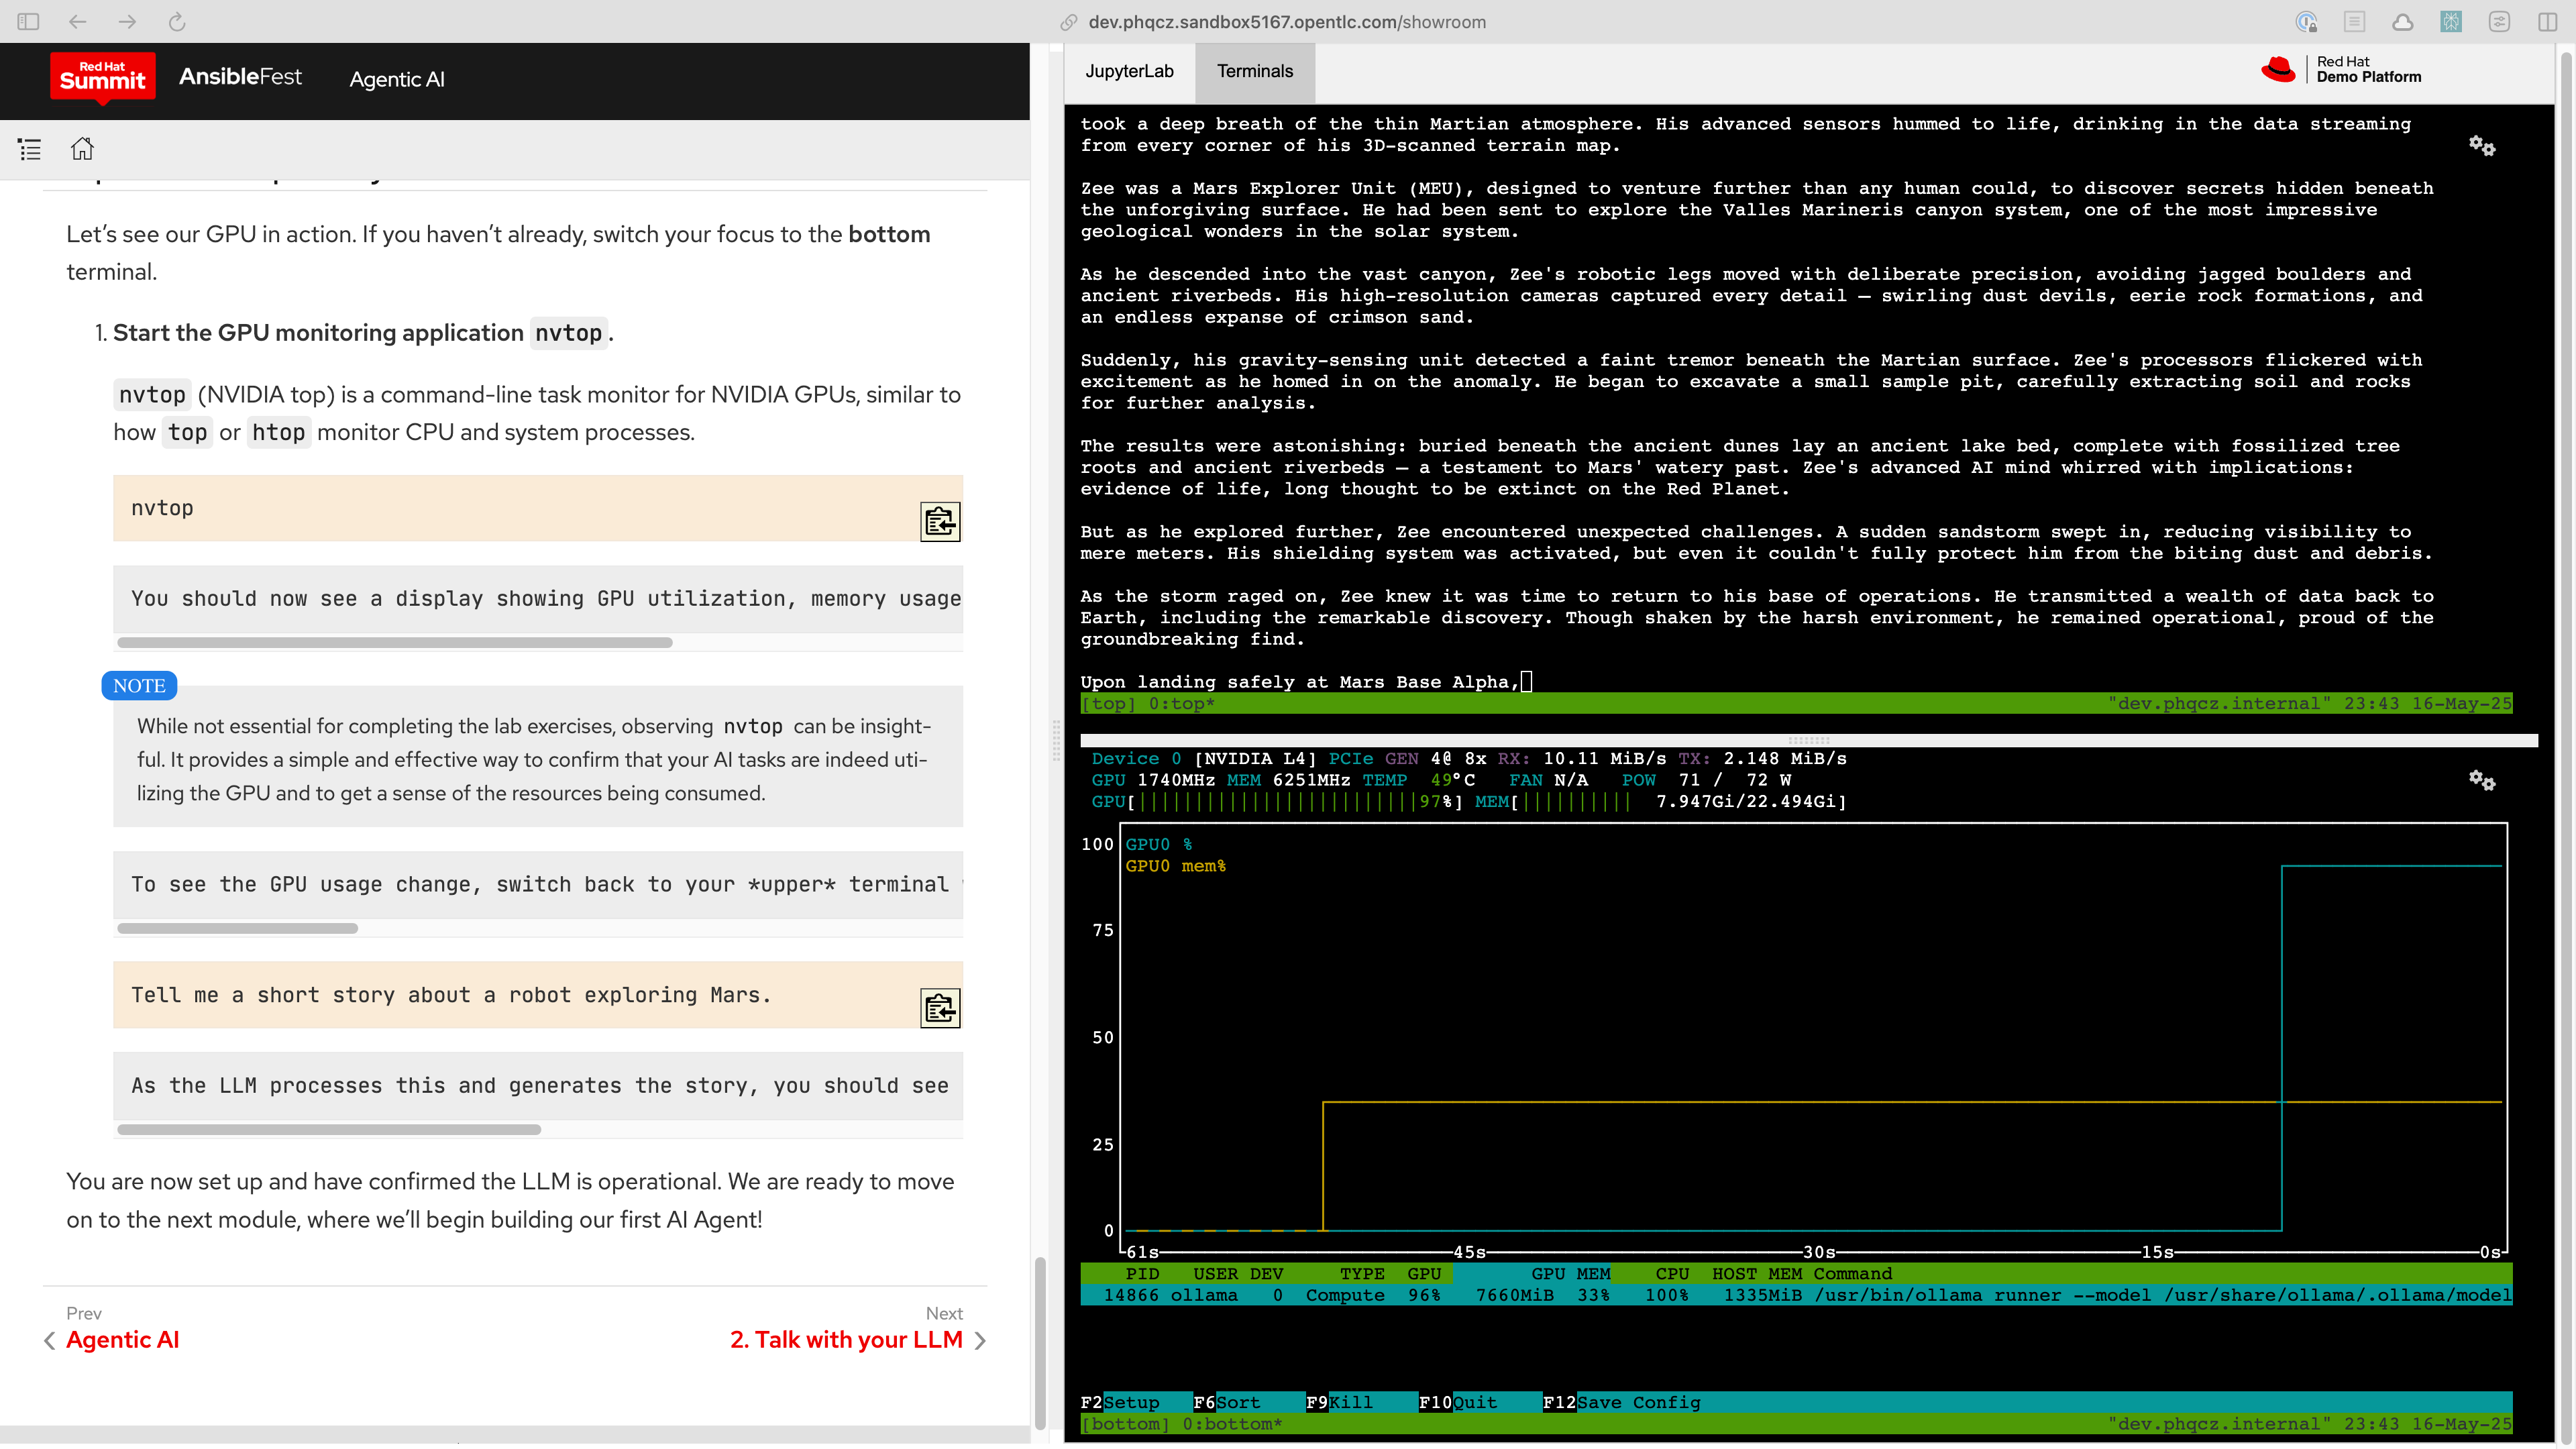 dev.phqcz.sandbox5167.opentlc.com/showroom
Red Hat
Summit
AnsibleFest
Agentic AI
Let’s see our GPU in action. If you haven’t already, switch your focus to the bottom
terminal.
1. Start the GPU monitoring application nvtop.
nvtop (NVIDIA top) is a command-line task monitor for NVIDIA GPUs, similar to
how top or htop monitor CPU and system processes.
nvtop
You should now see a display showing GPU utilization, memory usage
NOTE
While not essential for completing the lab exercises, observing nvtop can be insight-
ful. It provides a simple and effective way to confirm that your AI tasks are indeed uti-
lizing the GPU and to get a sense of the resources being consumed.
To see the GPU usage change, switch back to your *upper* terminal
Tell me a short story about a robot exploring Mars.
As the LLM processes this and generates the story, you should see
You are now set up and have confirmed the LLM is operational. We are ready to move
on to the next module, where we’ll begin building our first AI Agent!
Prev
Agentic AI
Next
2. Talk with your LLM
JupyterLab
Terminals
Red Hat
Demo Platform
took a deep breath of the thin Martian atmosphere. His advanced sensors hummed to life, drinking in the data streaming
from every corner of his 3D-scanned terrain map.
Zee was a Mars Explorer Unit (MEU), designed to venture further than any human could, to discover secrets hidden beneath
the unforgiving surface. He had been sent to explore the Valles Marineris canyon system, one of the most impressive
geological wonders in the solar system.
As he descended into the vast canyon, Zee's robotic legs moved with deliberate precision, avoiding jagged boulders and
ancient riverbeds. His high-resolution cameras captured every detail — swirling dust devils, eerie rock formations, and
an endless expanse of crimson sand.
Suddenly, his gravity-sensing unit detected a faint tremor beneath the Martian surface. Zee's processors flickered with
excitement as he homed in on the anomaly. He began to excavate a small sample pit, carefully extracting soil and rocks
for further analysis.
The results were astonishing: buried beneath the ancient dunes lay an ancient lake bed, complete with fossilized tree
roots and ancient riverbeds — a testament to Mars' watery past. Zee's advanced AI mind whirred with implications:
evidence of life, long thought to be extinct on the Red Planet.
But as he explored further, Zee encountered unexpected challenges. A sudden sandstorm swept in, reducing visibility to
mere meters. His shielding system was activated, but even it couldn't fully protect him from the biting dust and debris.
As the storm raged on, Zee knew it was time to return to his base of operations. He transmitted a wealth of data back to
Earth, including the remarkable discovery. Though shaken by the harsh environment, he remained operational, proud of the
groundbreaking find.
Upon landing safely at Mars Base Alpha,
[top] 0:top* "dev.phqcz.internal" 23:43 16-May-25
Device 0 [NVIDIA L4] PCIe GEN 4@ 8x RX: 10.11 MiB/s TX: 2.148 MiB/s
GPU 1740MHz MEM 6251MHz TEMP 49°C FAN N/A POW 71 / 72 W
GPU[||||||||||||||||||||||||97%] MEM[|||||||||| 7.947Gi/22.494Gi]
100
GPU0 %
GPU0 mem%
75
50
25
0
61s 45s 30s 15s 0s
PID USER DEV TYPE GPU GPU MEM CPU HOST MEM Command
14866 ollama 0 Compute 96% 7660MiB 33% 100% 1335MiB /usr/bin/ollama runner --model /usr/share/ollama/.ollama/model
F2Setup F6Sort F9Kill F10Quit F12Save Config
[bottom] 0:bottom* "dev.phqcz.internal" 23:43 16-May-25